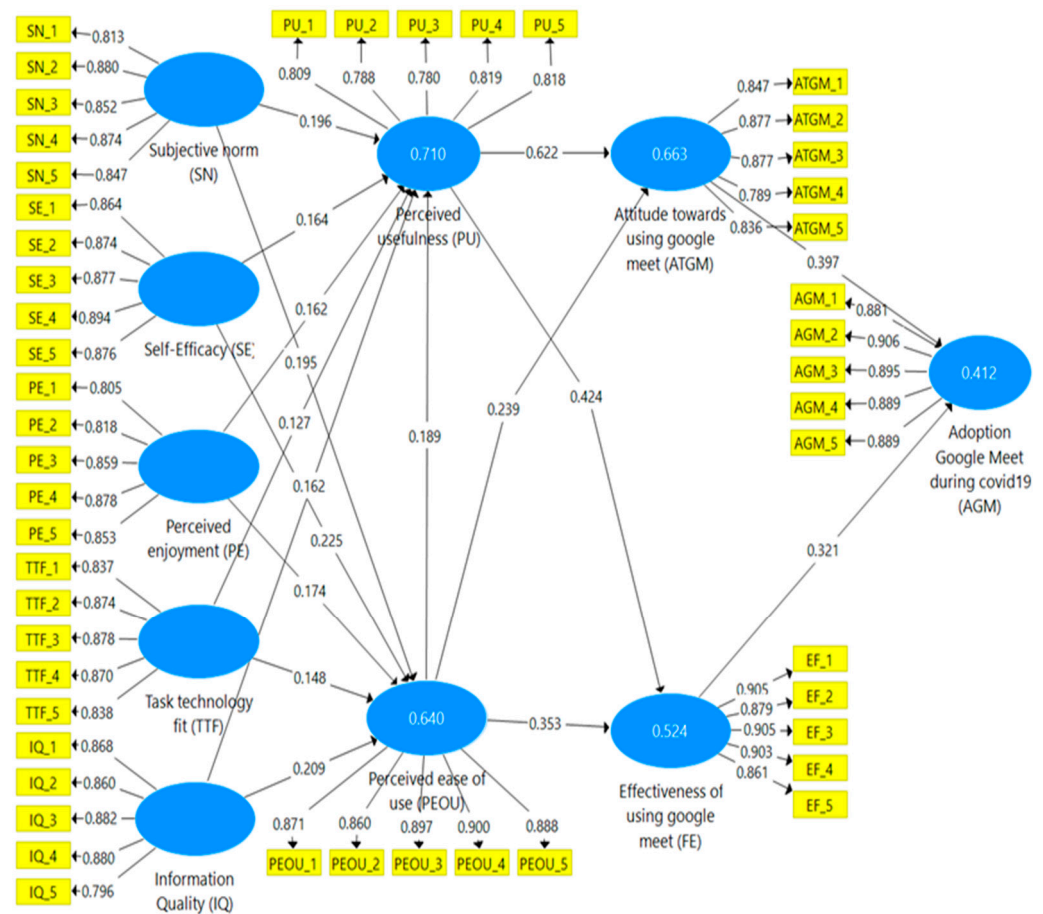 SN_1
SN_2
SN_3
SN_4
SN_5
0.813
0.880
0.852
0.874
0.847
Subjective norm
(SN)
SE_1
SE_2
SE_3
SE_4
SE_5
0.864
0.874
0.877
0.894
0.876
Self-Efficacy (SE)
PE_1
PE_2
PE_3
PE_4
PE_5
0.805
0.818
0.859
0.878
0.853
Perceived
enjoyment (PE)
TTF_1
TTF_2
TTF_3
TTF_4
TTF_5
0.837
0.874
0.878
0.870
0.838
Task technology
fit (TTF)
IQ_1
IQ_2
IQ_3
IQ_4
IQ_5
0.868
0.860
0.882
0.880
0.796
Information
Quality (IQ)
PU_1
PU_2
PU_3
PU_4
PU_5
0.809
0.788
0.780
0.819
0.818
0.710
Perceived
usefulness (PU)
0.196
0.164
0.162
0.127
0.162
0.195
0.225
0.174
0.148
0.209
0.189
0.640
Perceived ease of
use (PEOU)
0.871
0.860
0.897
0.900
0.888
PEOU_1
PEOU_2
PEOU_3
PEOU_4
PEOU_5
0.622
0.239
0.424
0.353
0.663
Attitude towards
using google
meet (ATGM)
0.847
0.877
0.877
0.789
0.836
ATGM_1
ATGM_2
ATGM_3
ATGM_4
ATGM_5
0.397
AGM_1
AGM_2
AGM_3
AGM_4
AGM_5
0.881
0.906
0.895
0.889
0.889
0.412
Adoption
Google Meet
during covid19
(AGM)
0.321
0.524
Effectiveness of
using google
meet (FE)
0.905
0.879
0.905
0.903
0.861
EF_1
EF_2
EF_3
EF_4
EF_5